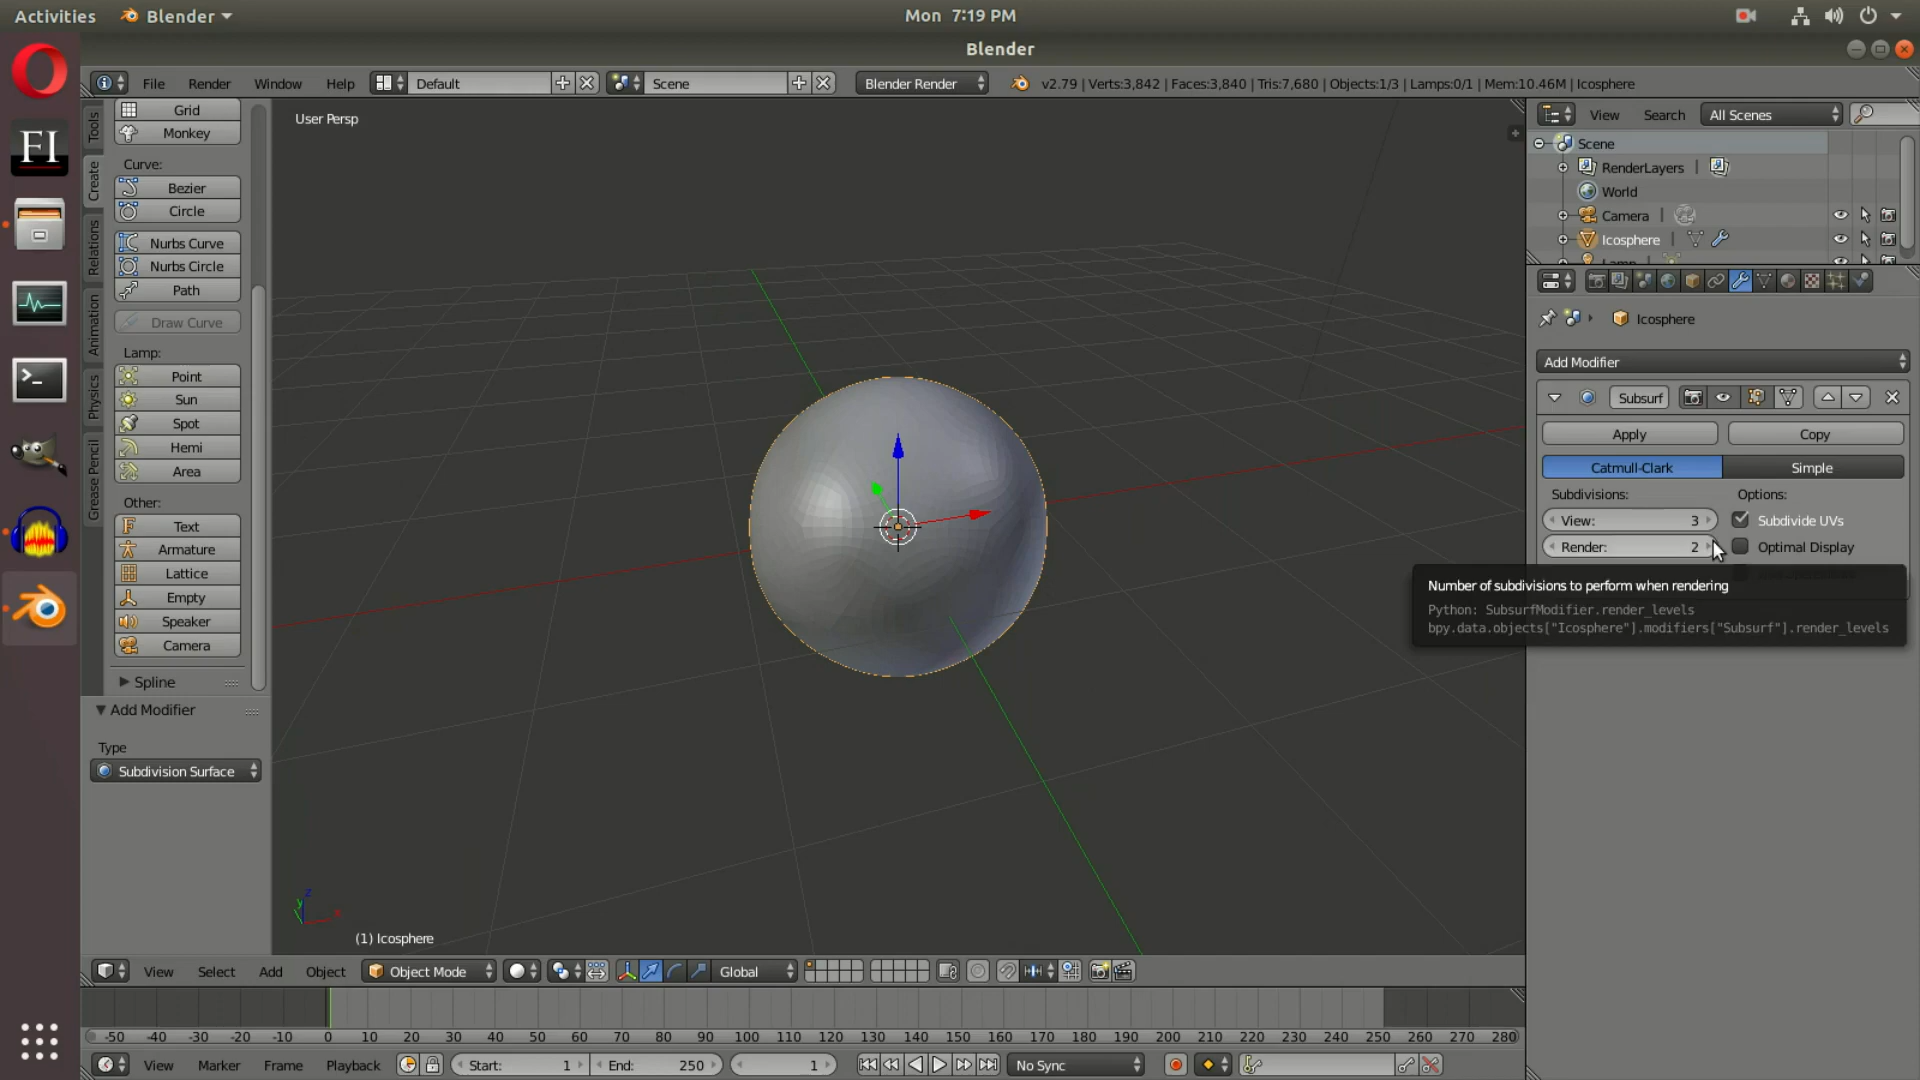 Activities Blender Mon 7:19 PM
Blender
File Render Window Help Default Scene Blender Render v2.79 | Verts:3,842 | Faces:3,840 | Tris:7,680 | Objects:1/3 | Lamps:0/1 | Mem:10.46M | Icosphere
FI
Tools
Create
Relations
Animation
Physics
Grease Pencil
Grid
Monkey
Curve:
Bezier
Circle
Nurbs Curve
Nurbs Circle
Path
Draw Curve
Lamp:
Point
Sun
Spot
Hemi
Area
Other:
Text
Armature
Lattice
Empty
Speaker
Camera
Spline
Add Modifier
Type
Subdivision Surface
User Persp
(1) Icosphere
View Search All Scenes
Scene
RenderLayers |
World
Camera |
Icosphere |
Lamp
Icosphere
Add Modifier
Subsurf
Apply Copy
Catmull-Clark Simple
Subdivisions: Options:
View: 3 Subdivide UVs
Render: 2 Optimal Display
Number of subdivisions to perform when rendering
Python: SubsurfModifier.render_levels
bpy.data.objects["Icosphere"].modifiers["Subsurf"].render_levels
View Select Add Object Object Mode Global
-50 -40 -30 -20 -10 0 10 20 30 40 50 60 70 80 90 100 110 120 130 140 150 160 170 180 190 200 210 220 230 240 250 260 270 280
View Marker Frame Playback Start: 1 End: 250 1 No Sync